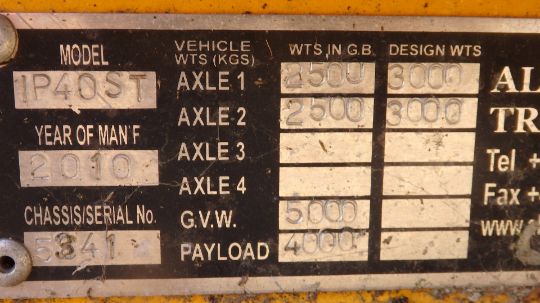 MODEL
1P40ST
YEAR OF MAN'F
2010
CHASSIS/SERIAL No.
5341
VEHICLE WTS (KGS) WTS IN G.B. DESIGN WTS
AXLE 1 2500 3000
AXLE 2 2500 3000
AXLE 3
AXLE 4
G.V.W. 5000
PAYLOAD 4000
AL
TR
Tel +
Fax +
www.